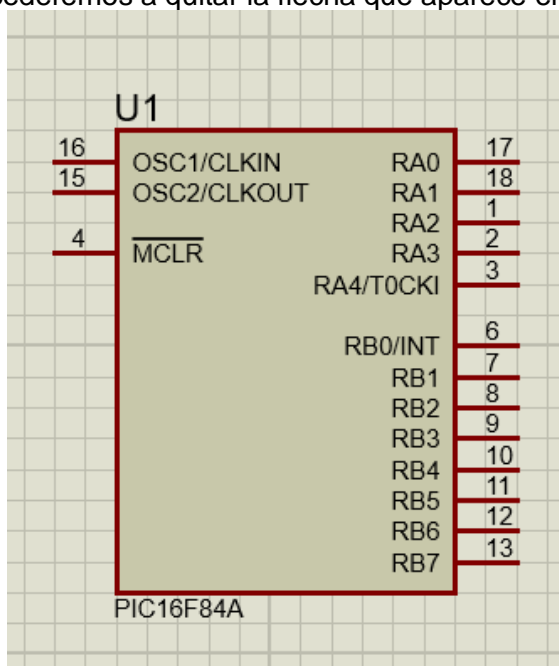 a quitar la flecha que aparece
U1
16 OSC1/CLKIN RA0 17
15 OSC2/CLKOUT RA1 18
RA2 1
4 MCLR RA3 2
RA4/T0CKI 3
RB0/INT 6
RB1 7
RB2 8
RB3 9
RB4 10
RB5 11
RB6 12
RB7 13
PIC16F84A